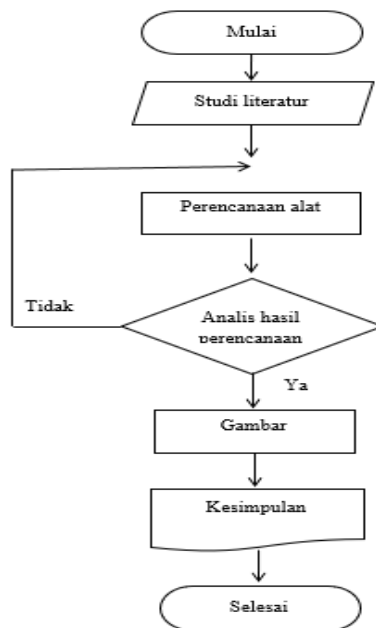 Mulai
Studi literatur
Perencanaan alat
Tidak
Analis hasil
perencanaan
Ya
Gambar
Kesimpulan
Selesai